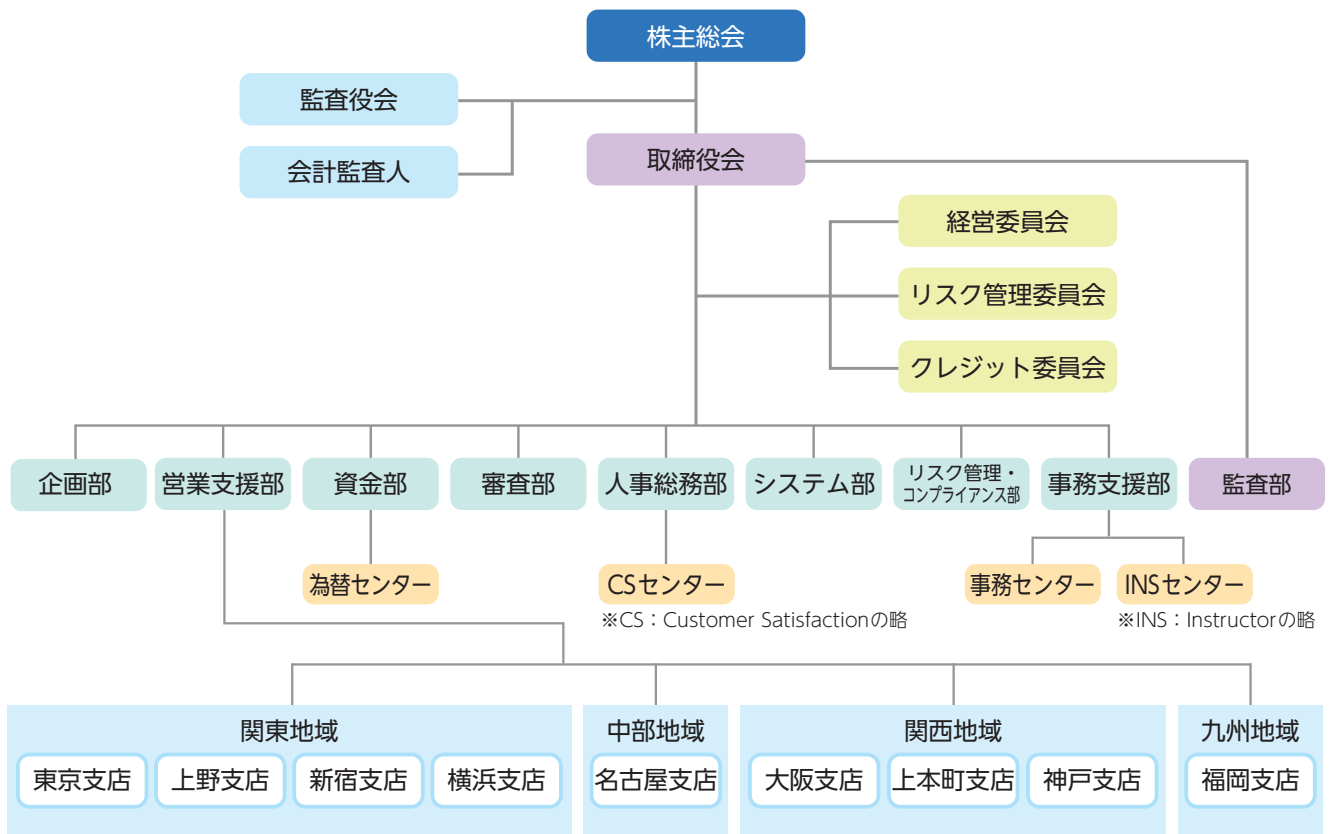 株主総会
監査役会
会計監査人
取締役会
経営委員会
リスク管理委員会
クレジット委員会
企画部
営業支援部
資金部
審査部
人事総務部
システム部
リスク管理・
コンプライアンス部
事務支援部
監査部
為替センター
CSセンター
※CS：Customer Satisfactionの略
事務センター
INSセンター
※INS：Instructorの略
関東地域
東京支店
上野支店
新宿支店
横浜支店
中部地域
名古屋支店
関西地域
大阪支店
上本町支店
神戸支店
九州地域
福岡支店